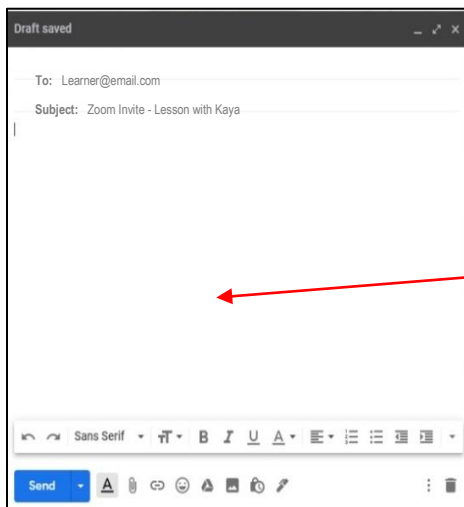 Draft saved
To: Learner@email.com
Subject: Zoom Invite - Lesson with Kaya
Sans Serif
Send